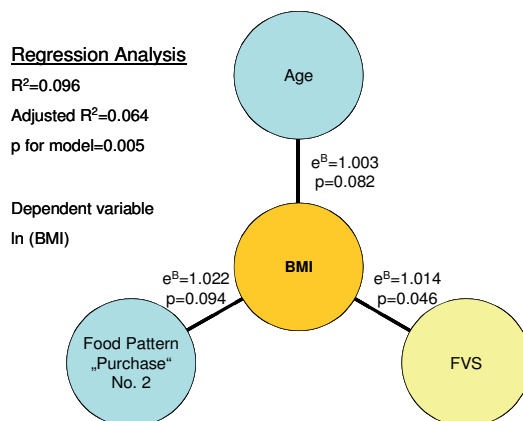 Regression Analysis
R²=0.096
Adjusted R²=0.064
p for model=0.005
Dependent variable
ln (BMI)
Age
e^B=1.003
p=0.082
BMI
e^B=1.022
p=0.094
e^B=1.014
p=0.046
Food Pattern
„Purchase“
No. 2
FVS